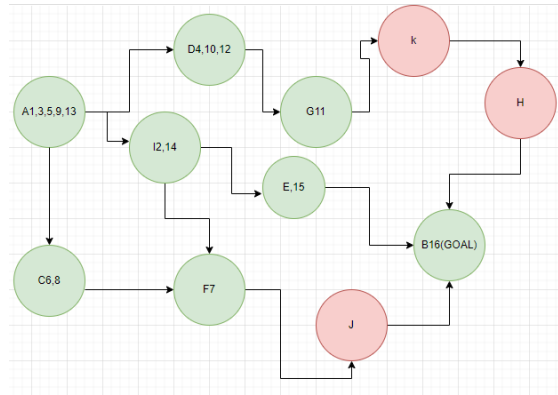 D4,10,12
k
A1,3,5,9,13
G11
H
I2,14
E,15
B16(GOAL)
C6,8
F7
J